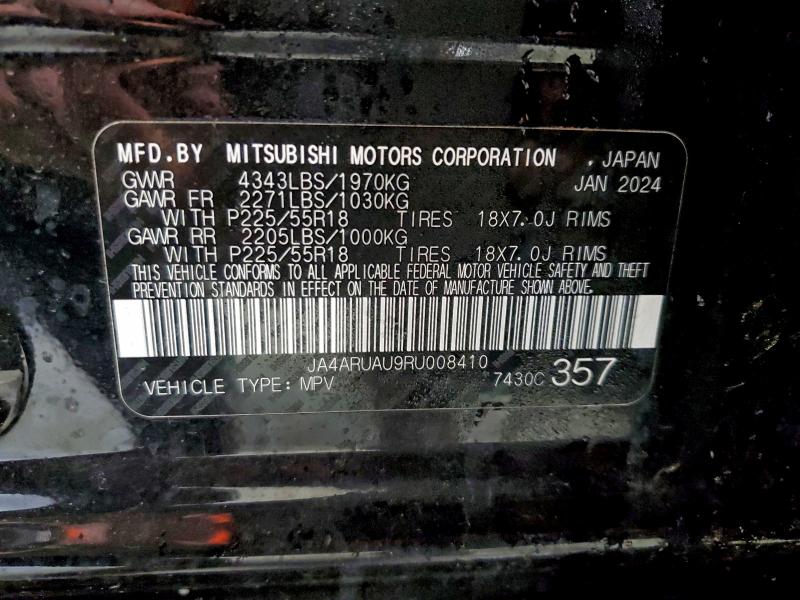 MFD.BY MITSUBISHI MOTORS CORPORATION , JAPAN
GVWR 4343LBS/1970KG JAN 2024
GAWR FR 2271LBS/1030KG
WITH P225/55R18 TIRES 18X7.0J RIMS
GAWR RR 2205LBS/1000KG
WITH P225/55R18 TIRES 18X7.0J RIMS
THIS VEHICLE CONFORMS TO ALL APPLICABLE FEDERAL MOTOR VEHICLE SAFETY AND THEFT
PREVENTION STANDARDS IN EFFECT ON THE DATE OF MANUFACTURE SHOWN ABOVE.
JA4ARUAU9RU008410
VEHICLE TYPE: MPV 7430C 357